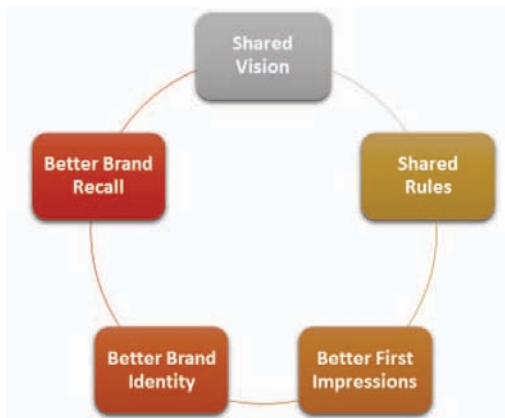 Shared
Vision
Shared
Rules
Better First
Impressions
Better Brand
Identity
Better Brand
Recall